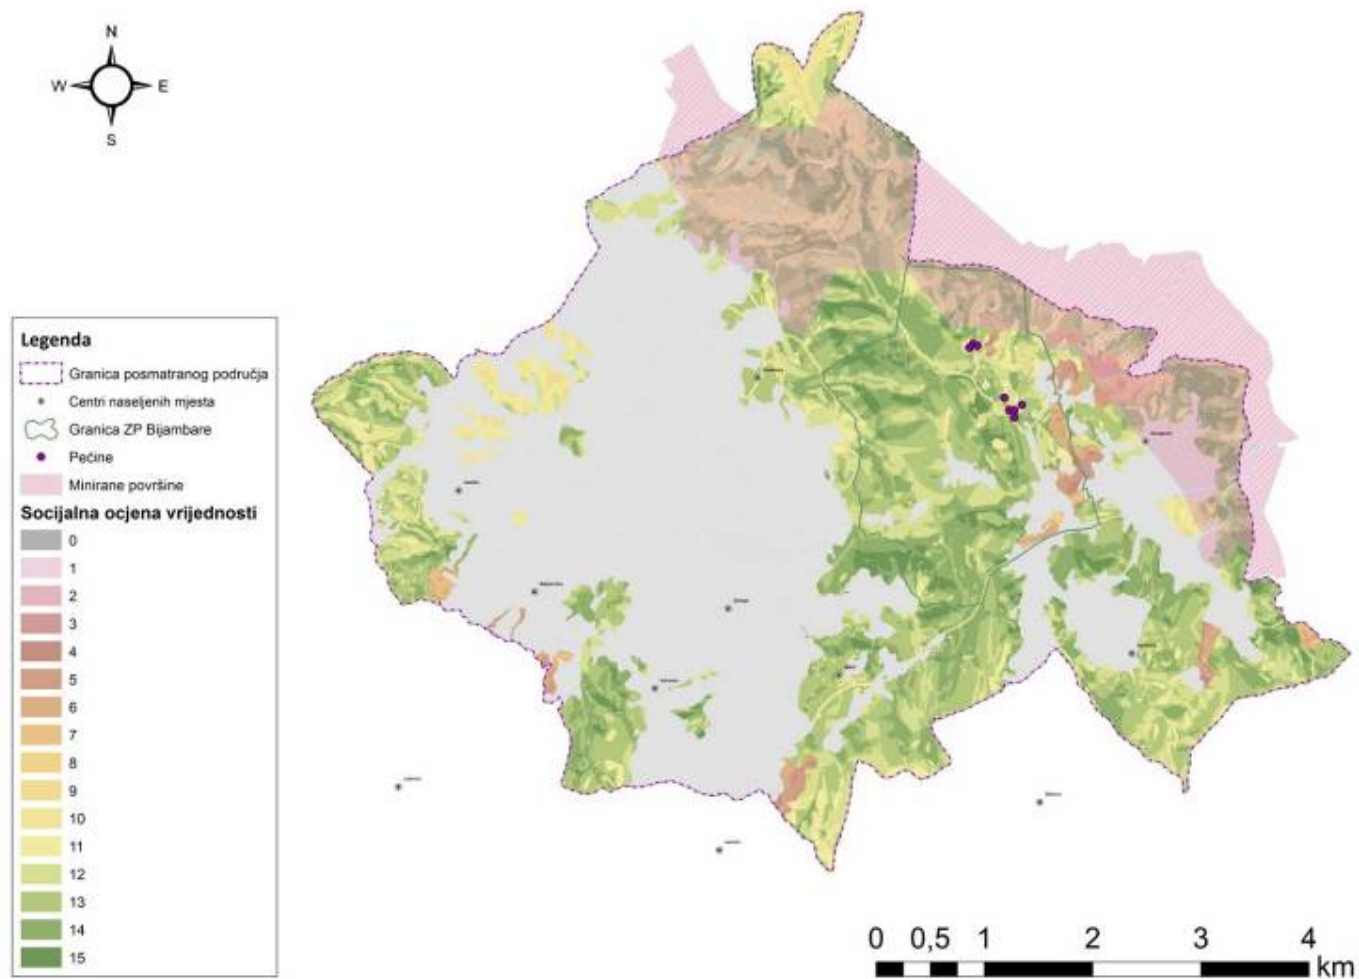 N
W E
S
Legenda
Granica posmatranog područja
Centri naseljenih mjesta
Granica ZP Bijambare
Pećine
Minirane površine
Socijalna ocjena vrijednosti
0
1
2
3
4
5
6
7
8
9
10
11
12
13
14
15
0 0,5 1 2 3 4
km